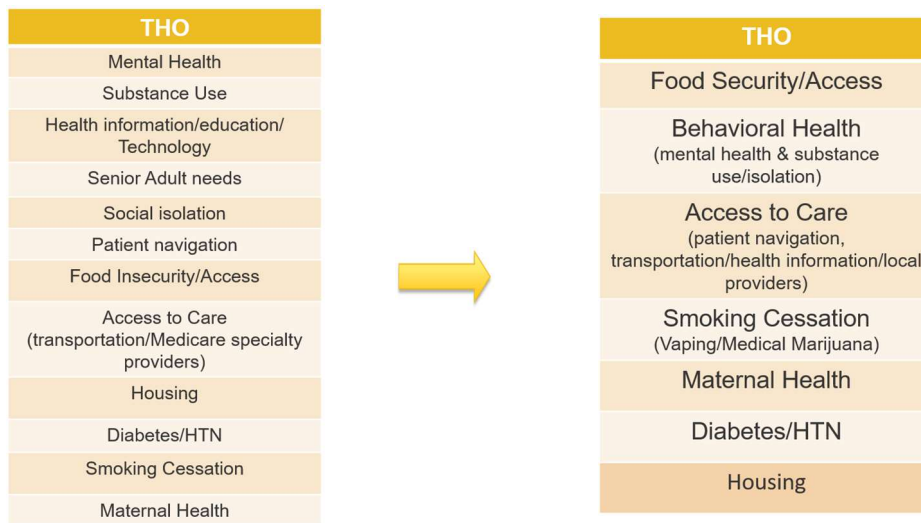 THO
Mental Health
Substance Use
Health information/education/
Technology
Senior Adult needs
Social isolation
Patient navigation
Food Insecurity/Access
Access to Care
(transportation/Medicare specialty
providers)
Housing
Diabetes/HTN
Smoking Cessation
Maternal Health
THO
Food Security/Access
Behavioral Health
(mental health & substance
use/isolation)
Access to Care
(patient navigation,
transportation/health information/local
providers)
Smoking Cessation
(Vaping/Medical Marijuana)
Maternal Health
Diabetes/HTN
Housing